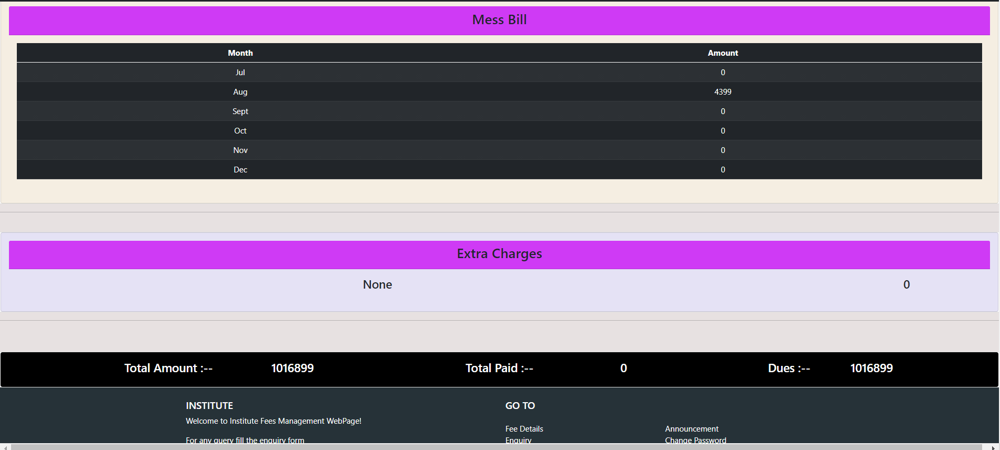 Mess Bill
Month Amount
Jul 0
Aug 4399
Sept 0
Oct 0
Nov 0
Dec 0
Extra Charges
None 0
Total Amount :-- 1016899 Total Paid :-- 0 Dues :-- 1016899
INSTITUTE GO TO
Welcome to Institute Fees Management WebPage!
Fee Details Announcement
For any query fill the enquiry form Enquiry Change Password